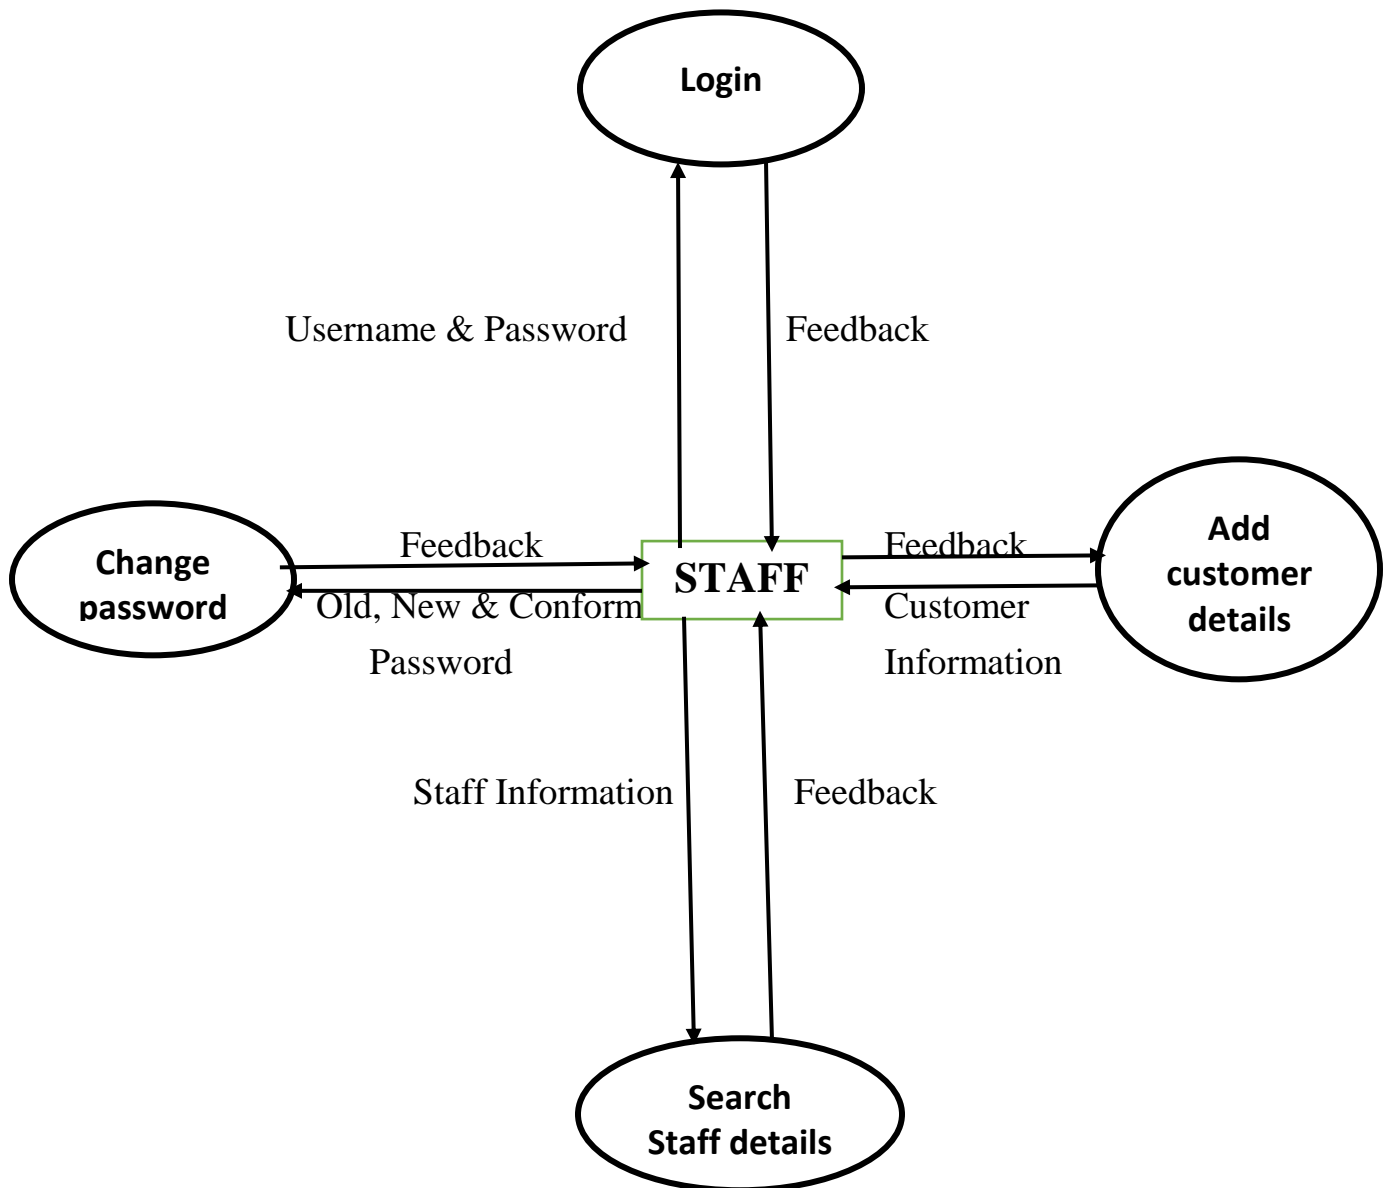 Login
Username & Password
Feedback
Change
password
Feedback
Old, New & Conform
Password
STAFF
Feedback
Customer
Information
Add
customer
details
Staff Information
Feedback
Search
Staff details